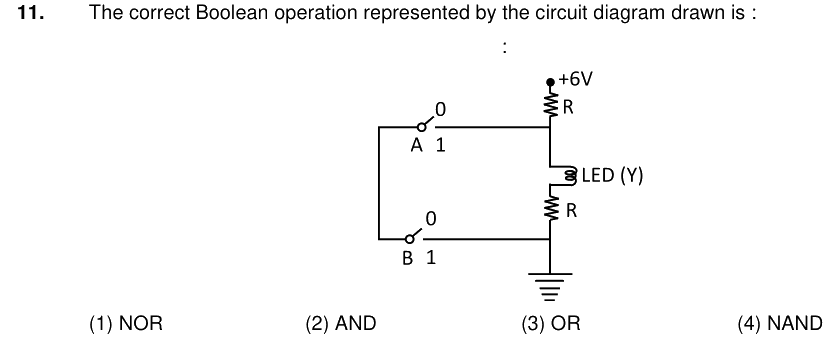 11. The correct Boolean operation represented by the circuit diagram drawn is :
:
+6V
R
0
A 1
LED (Y)
R
0
B 1
(1) NOR (2) AND (3) OR (4) NAND